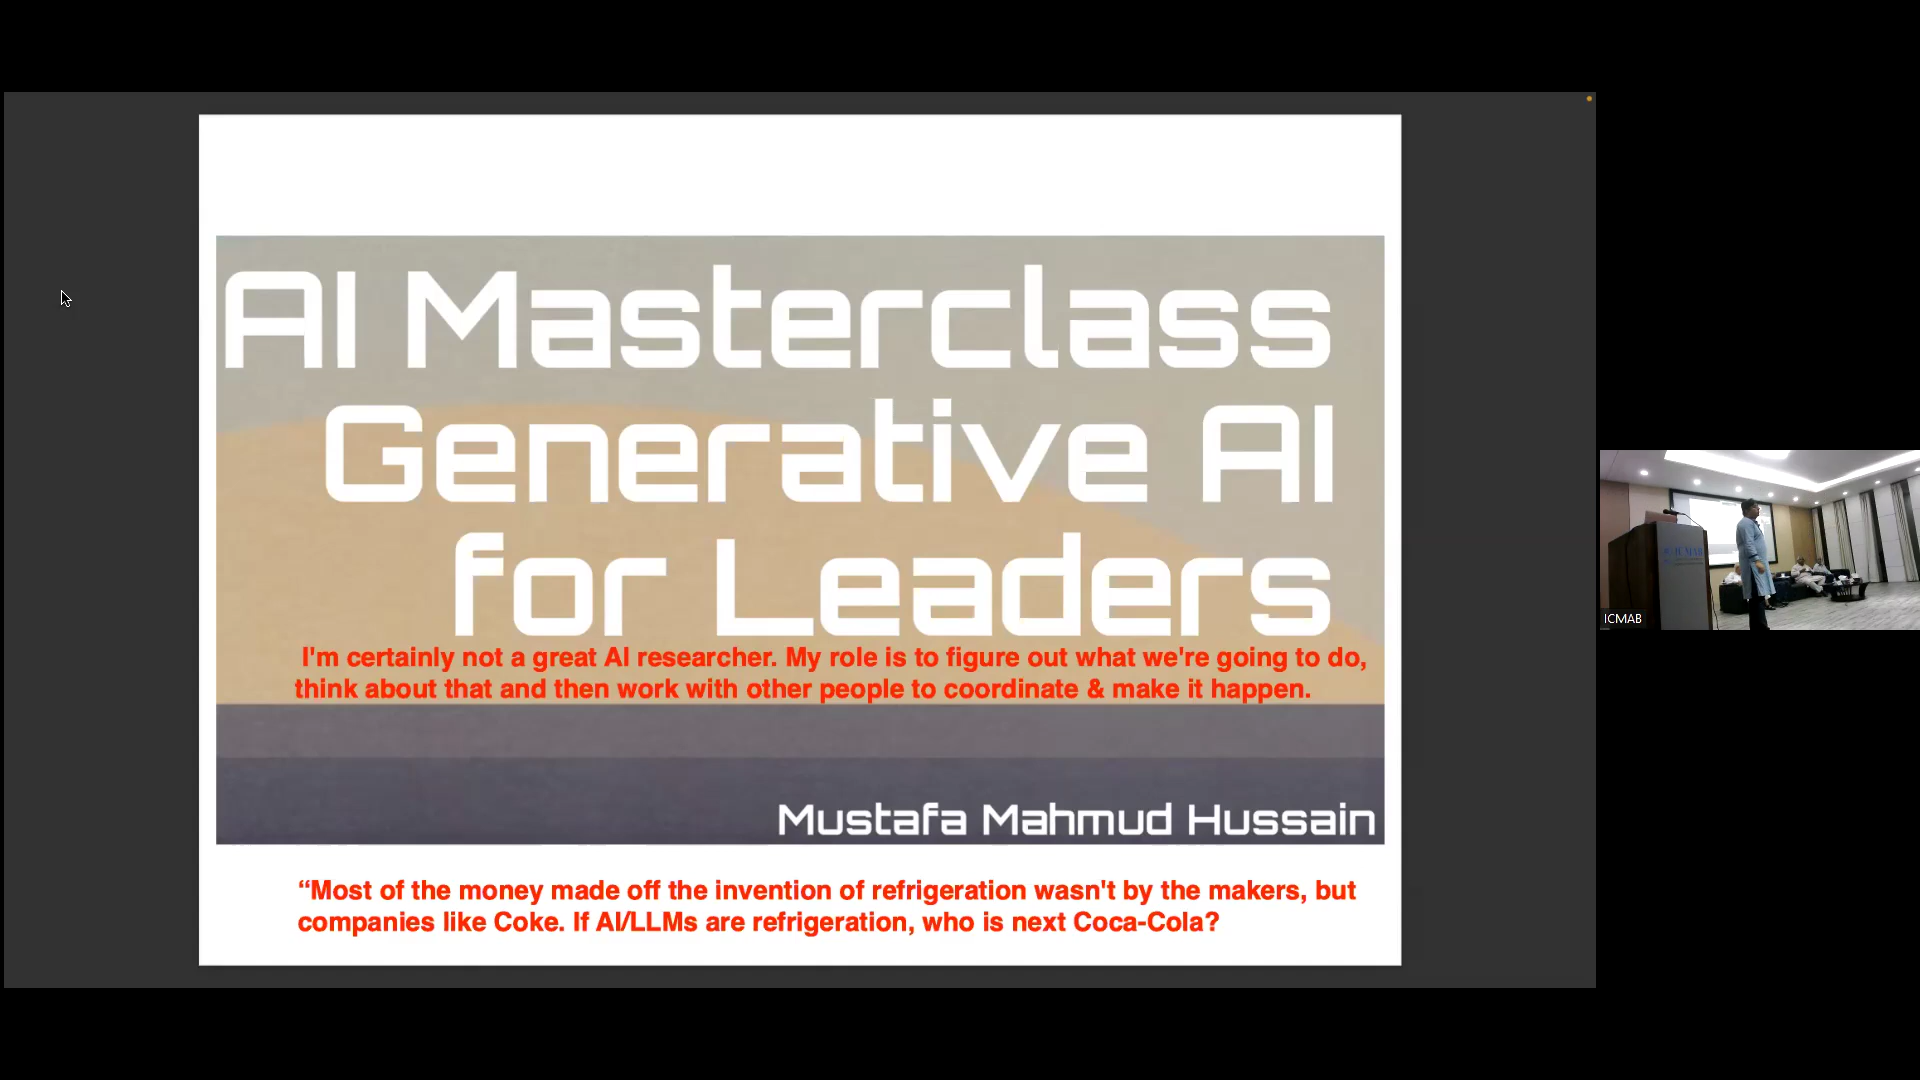 AI Masterclass
Generative AI
for Leaders
I'm certainly not a great AI researcher. My role is to figure out what we're going to do,
think about that and then work with other people to coordinate & make it happen.
Mustafa Mahmud Hussain
“Most of the money made off the invention of refrigeration wasn't by the makers, but
companies like Coke. If AI/LLMs are refrigeration, who is next Coca-Cola?
ICMAB
ICMAB